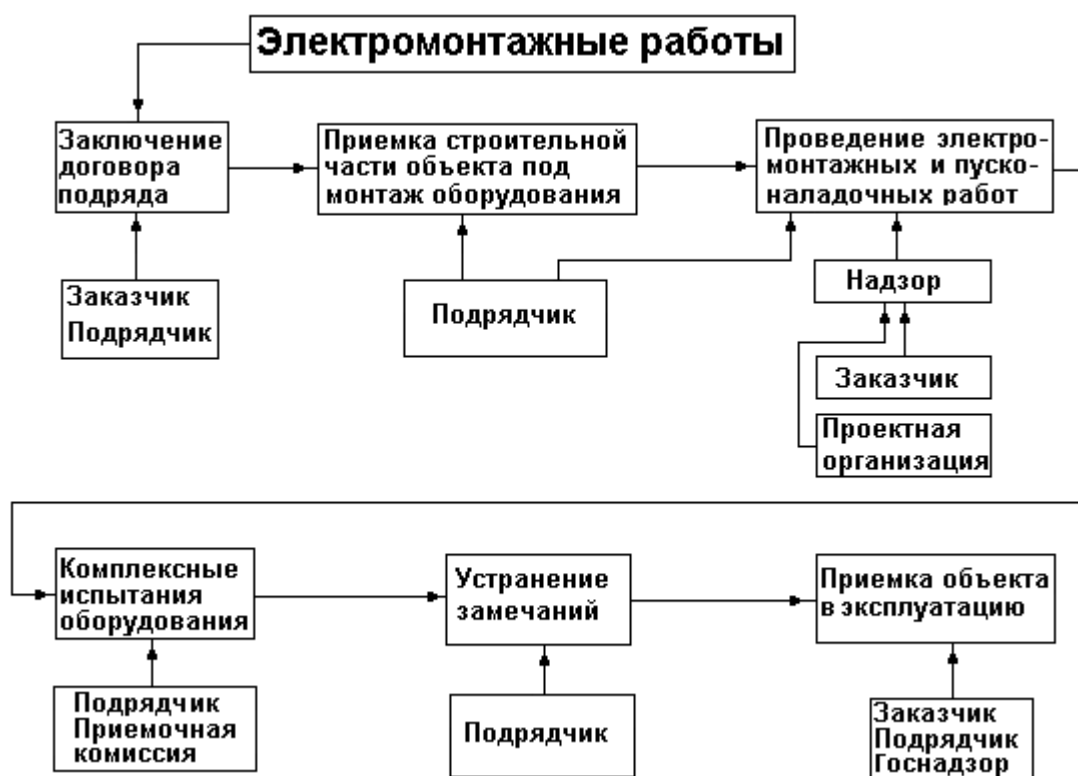 Электромонтажные работы
Заключение
договора
подряда
Приемка строительной
части объекта под
монтаж оборудования
Проведение электро-
монтажных и пуско-
наладочных работ
Заказчик
Подрядчик
Подрядчик
Надзор
Заказчик
Проектная
организация
Комплексные
испытания
оборудования
Устранение
замечаний
Приемка объекта
в эксплуатацию
Подрядчик
Приемочная
комиссия
Подрядчик
Заказчик
Подрядчик
Госнадзор